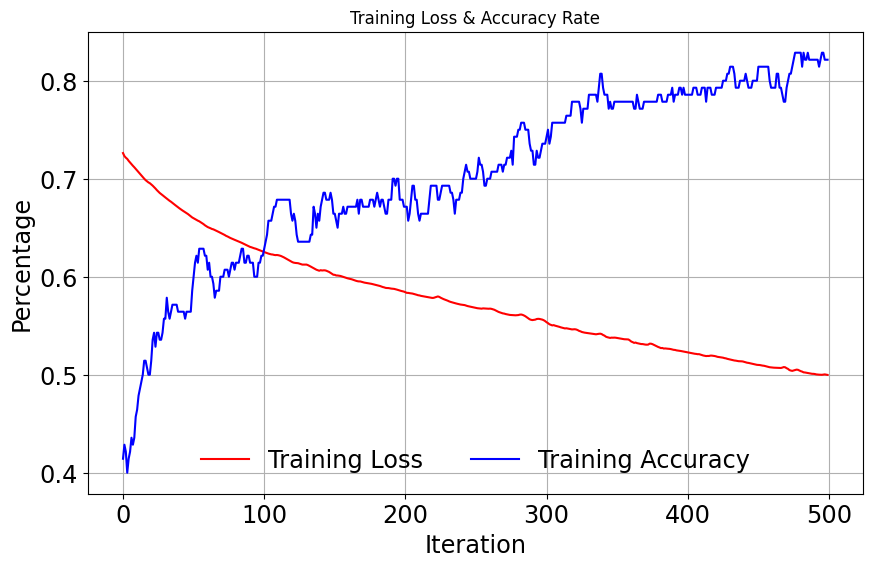 Training Loss & Accuracy Rate
Percentage
0.8
0.7
0.6
0.5
0.4
Training Loss
Training Accuracy
0
100
200
300
400
500
Iteration